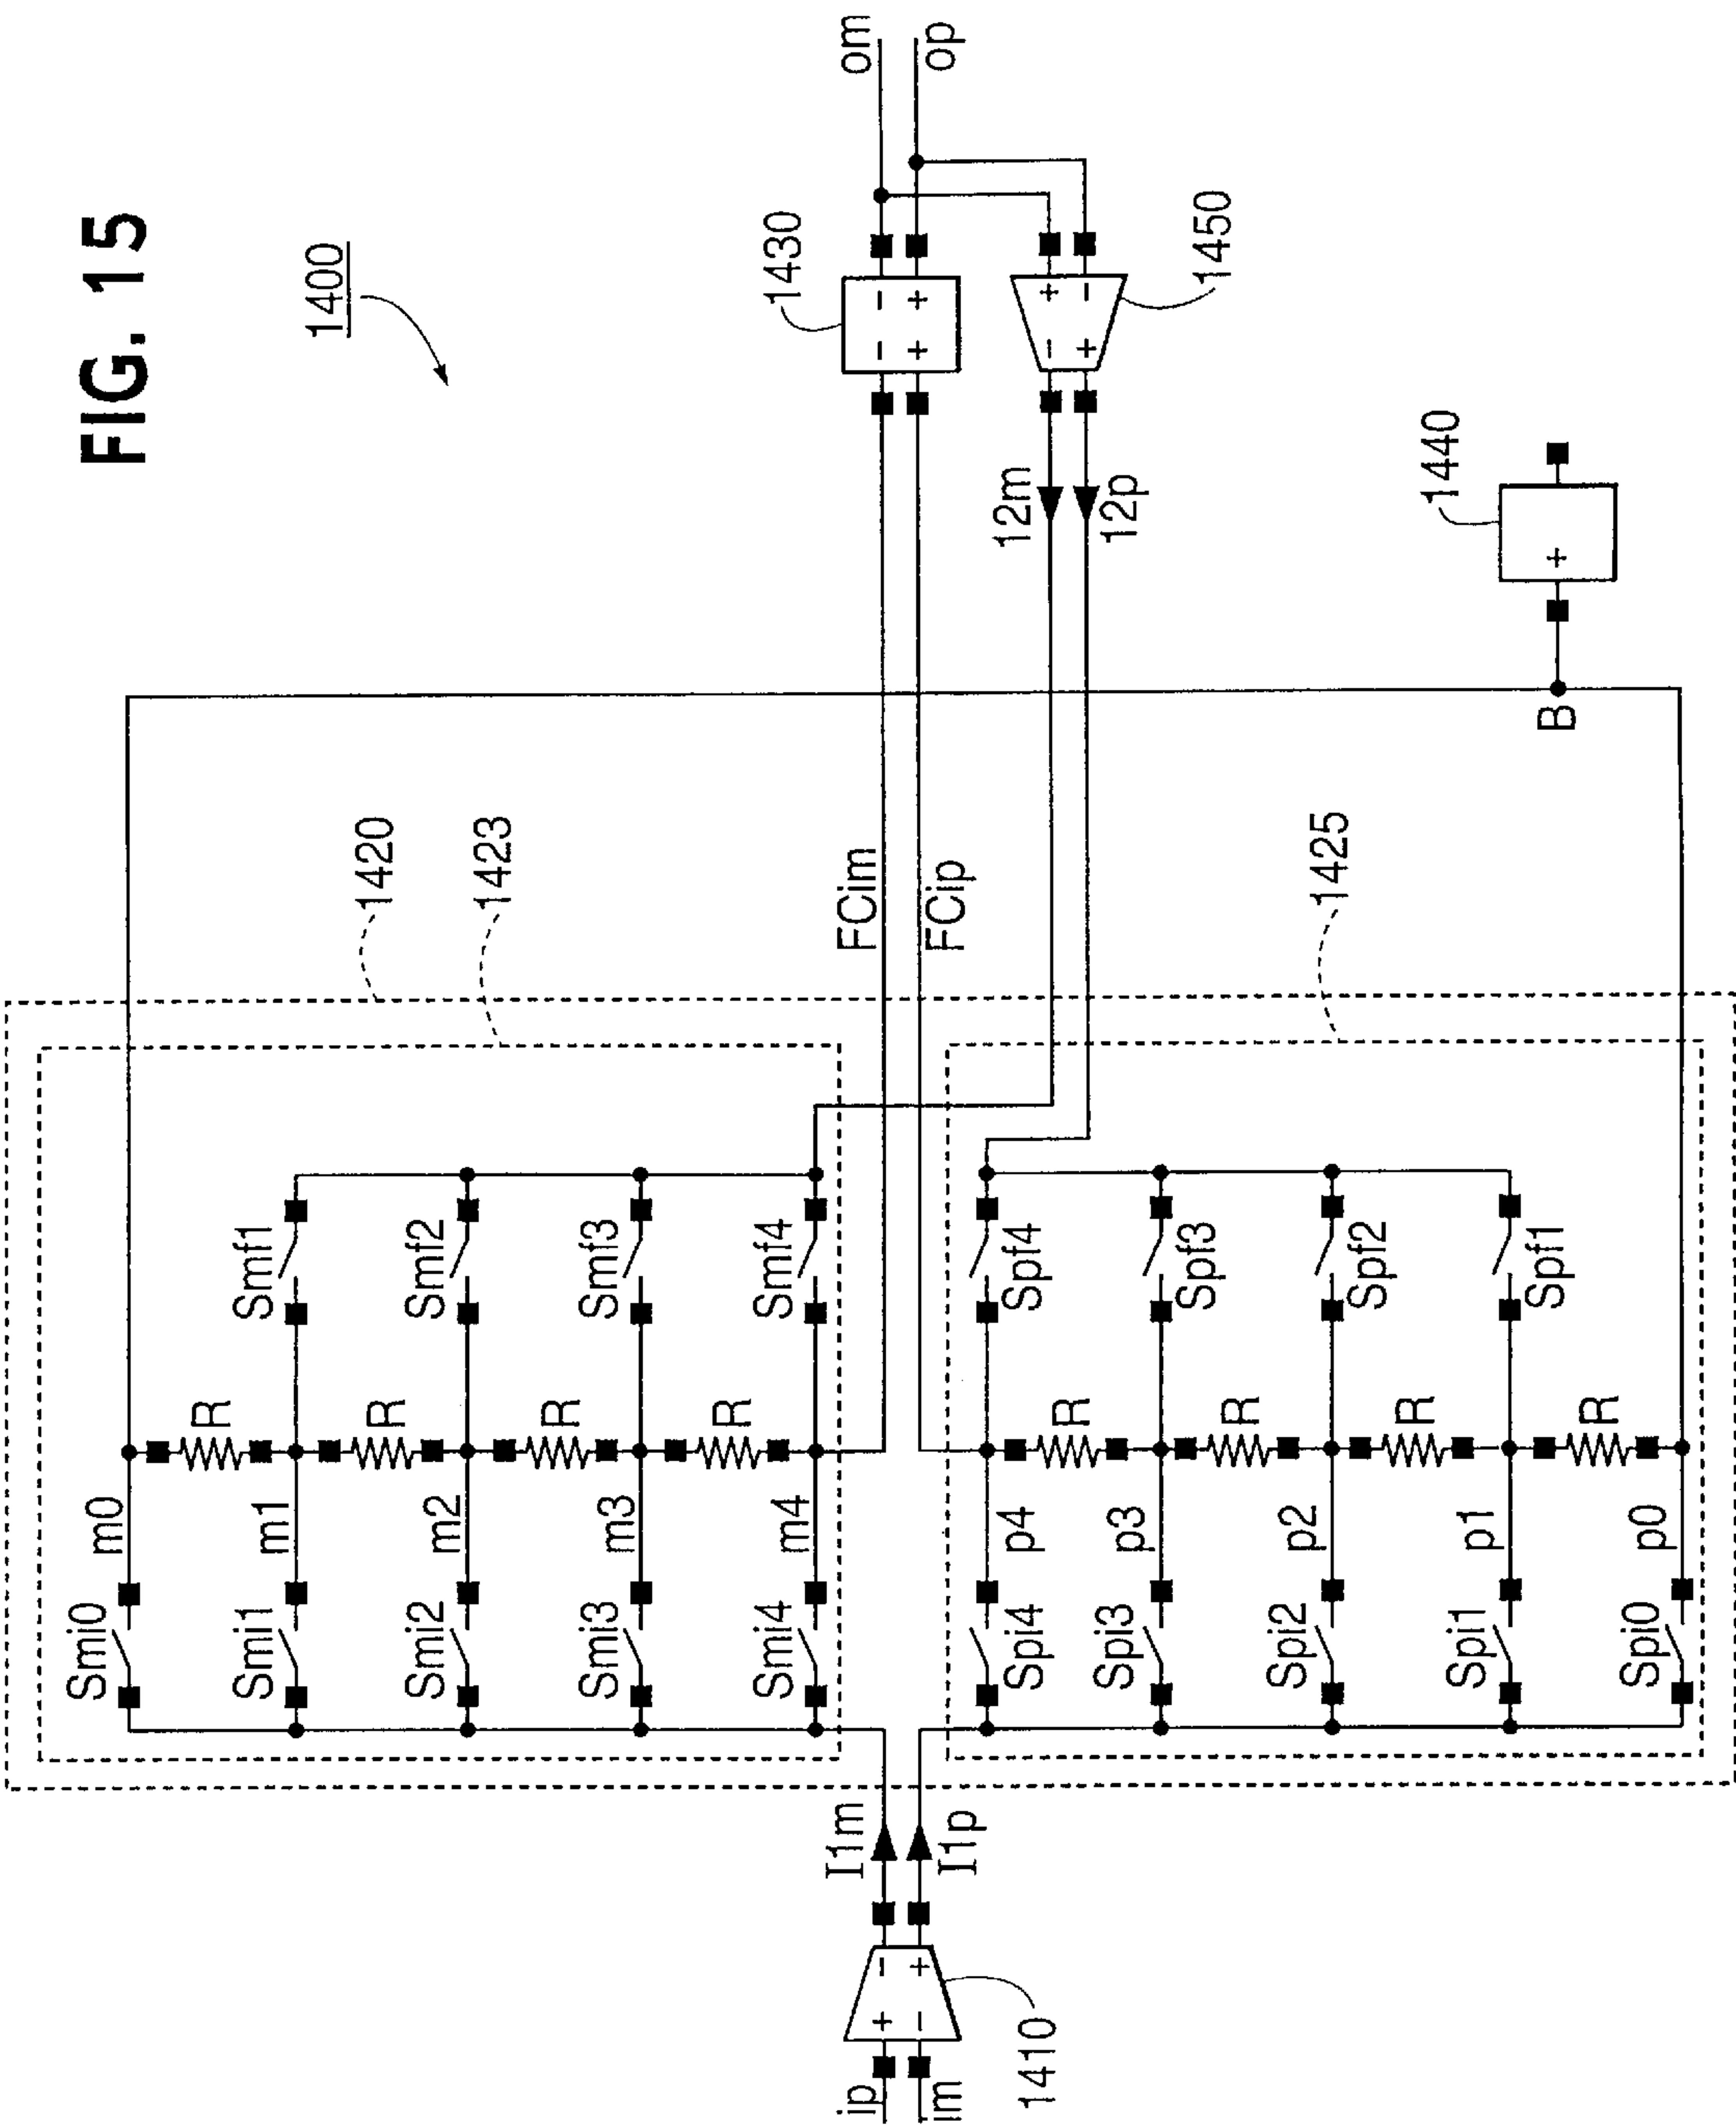 FIG. 15
1400
1420
1423
m0
Smi0
R
m1
Smi1
Smf1
R
m2
Smi2
Smf2
R
m3
Smi3
Smf3
R
m4
Smi4
Smf4
ip
im
+ −
− +
1410
I1m
I1p
FCim
FCip
− −
+ +
1430
om
op
− +
+ −
1450
12m
12p
1425
p4
Spi4
Spf4
R
p3
Spi3
Spf3
R
p2
Spi2
Spf2
R
p1
Spi1
Spf1
R
p0
Spi0
B
+
1440